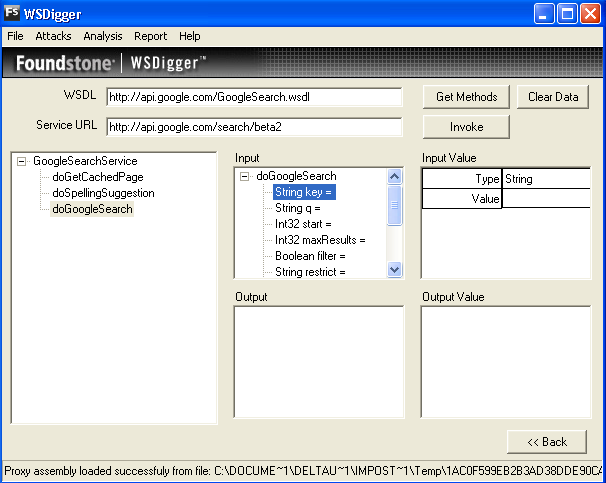 WSDigger
File Attacks Analysis Report Help
Foundstone WSDigger™
WSDL http://api.google.com/GoogleSearch.wsdl Get Methods Clear Data
Service URL http://api.google.com/search/beta2 Invoke
Input Input Value
GoogleSearchService
doGetCachedPage
doSpellingSuggestion
doGoogleSearch
doGoogleSearch
String key =
String q =
Int32 start =
Int32 maxResults =
Boolean filter =
String restrict =
Type String
Value
Output Output Value
<< Back
Proxy assembly loaded successfuly from file: C:\DOCUME~1\DELTAU~1\IMPOST~1\Temp\1AC0F599EB2B3AD38DDE90CA